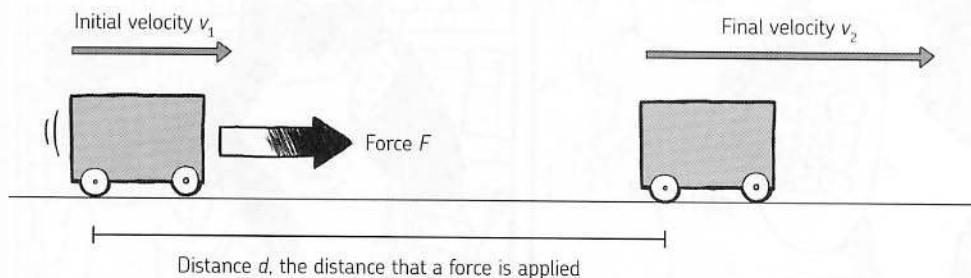 Initial velocity v₁
Final velocity v₂
Force F
Distance d, the distance that a force is applied